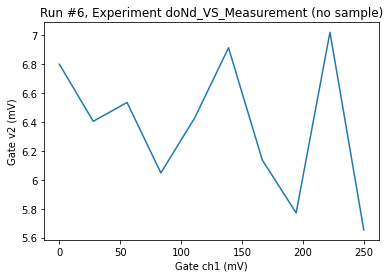 Run #6, Experiment doNd_VS_Measurement (no sample)
7
6.8
6.6
6.4
6.2
6
5.8
5.6
Gate v2 (mV)
0 50 100 150 200 250
Gate ch1 (mV)